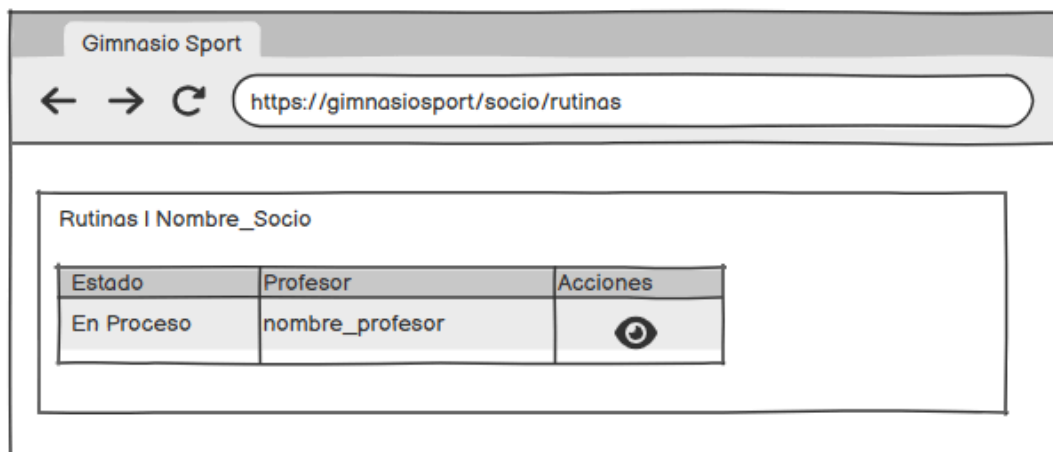 Gimnasio Sport
https://gimnasiosport/socio/rutinas
Rutinas | Nombre_Socio
Estado Profesor Acciones
En Proceso nombre_profesor